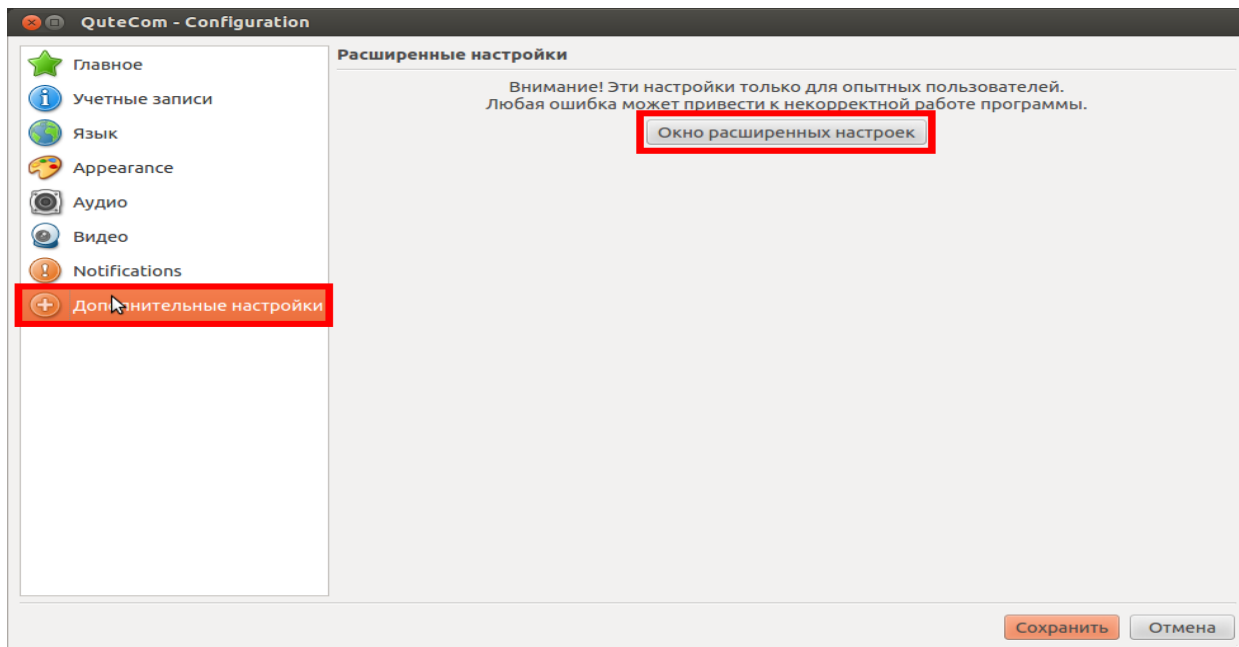 QuteCom - Configuration
Главное
Учетные записи
Язык
Appearance
Аудио
Видео
Notifications
Дополнительные настройки
Расширенные настройки
Внимание! Эти настройки только для опытных пользователей.
Любая ошибка может привести к некорректной работе программы.
Окно расширенных настроек
Сохранить
Отмена